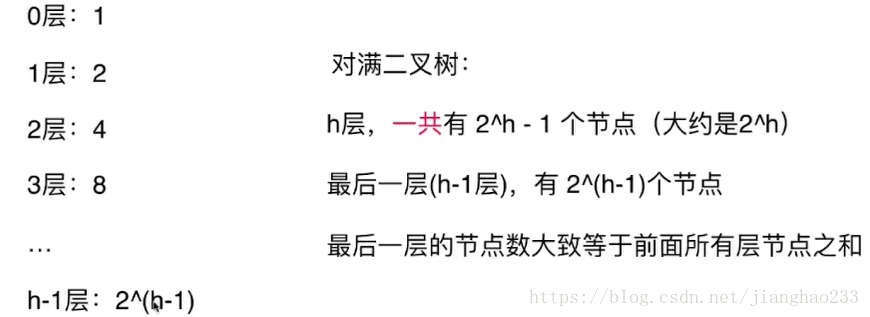 0层：1
1层：2
2层：4
3层：8
...
h-1层：2^(h-1)
对满二叉树：
h层，一共有 2^h - 1 个节点（大约是2^h）
最后一层(h-1层)，有 2^(h-1)个节点
最后一层的节点数大致等于前面所有层节点之和
https://blog.csdn.net/jianghao233